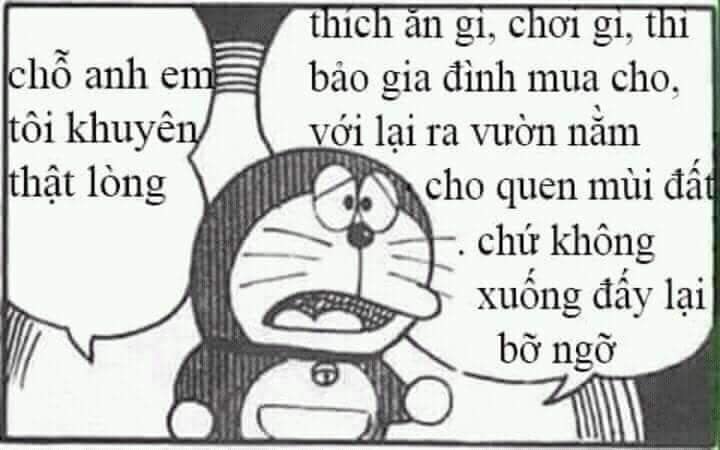 chỗ anh em
tôi khuyên
thật lòng
thích ăn gì, chơi gì, thì
bảo gia đình mua cho,
với lại ra vườn nằm
cho quen mùi đất
chứ không
xuống đấy lại
bỡ ngỡ